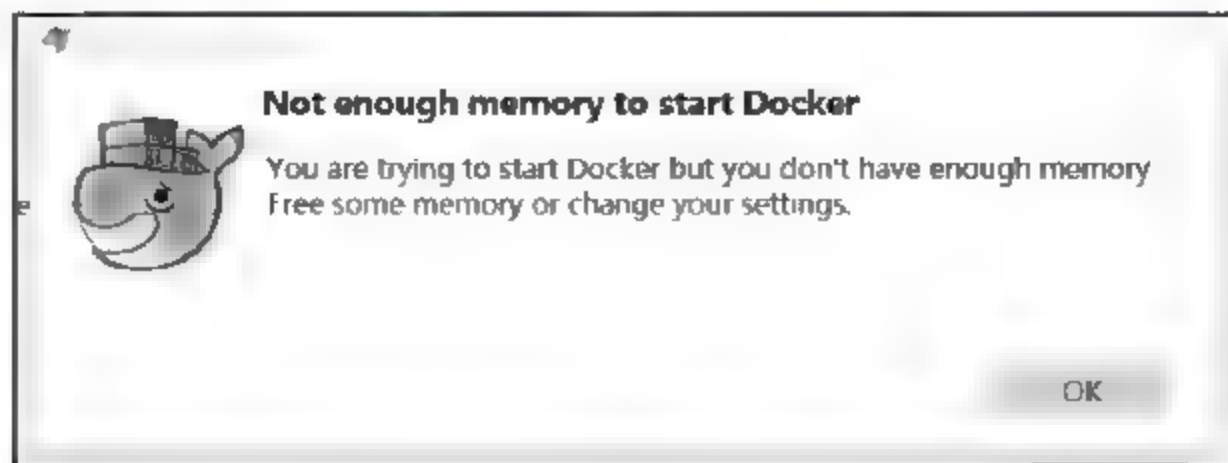 Not enough memory to start Docker
You are trying to start Docker but you don't have enough memory
Free some memory or change your settings.
e
OK